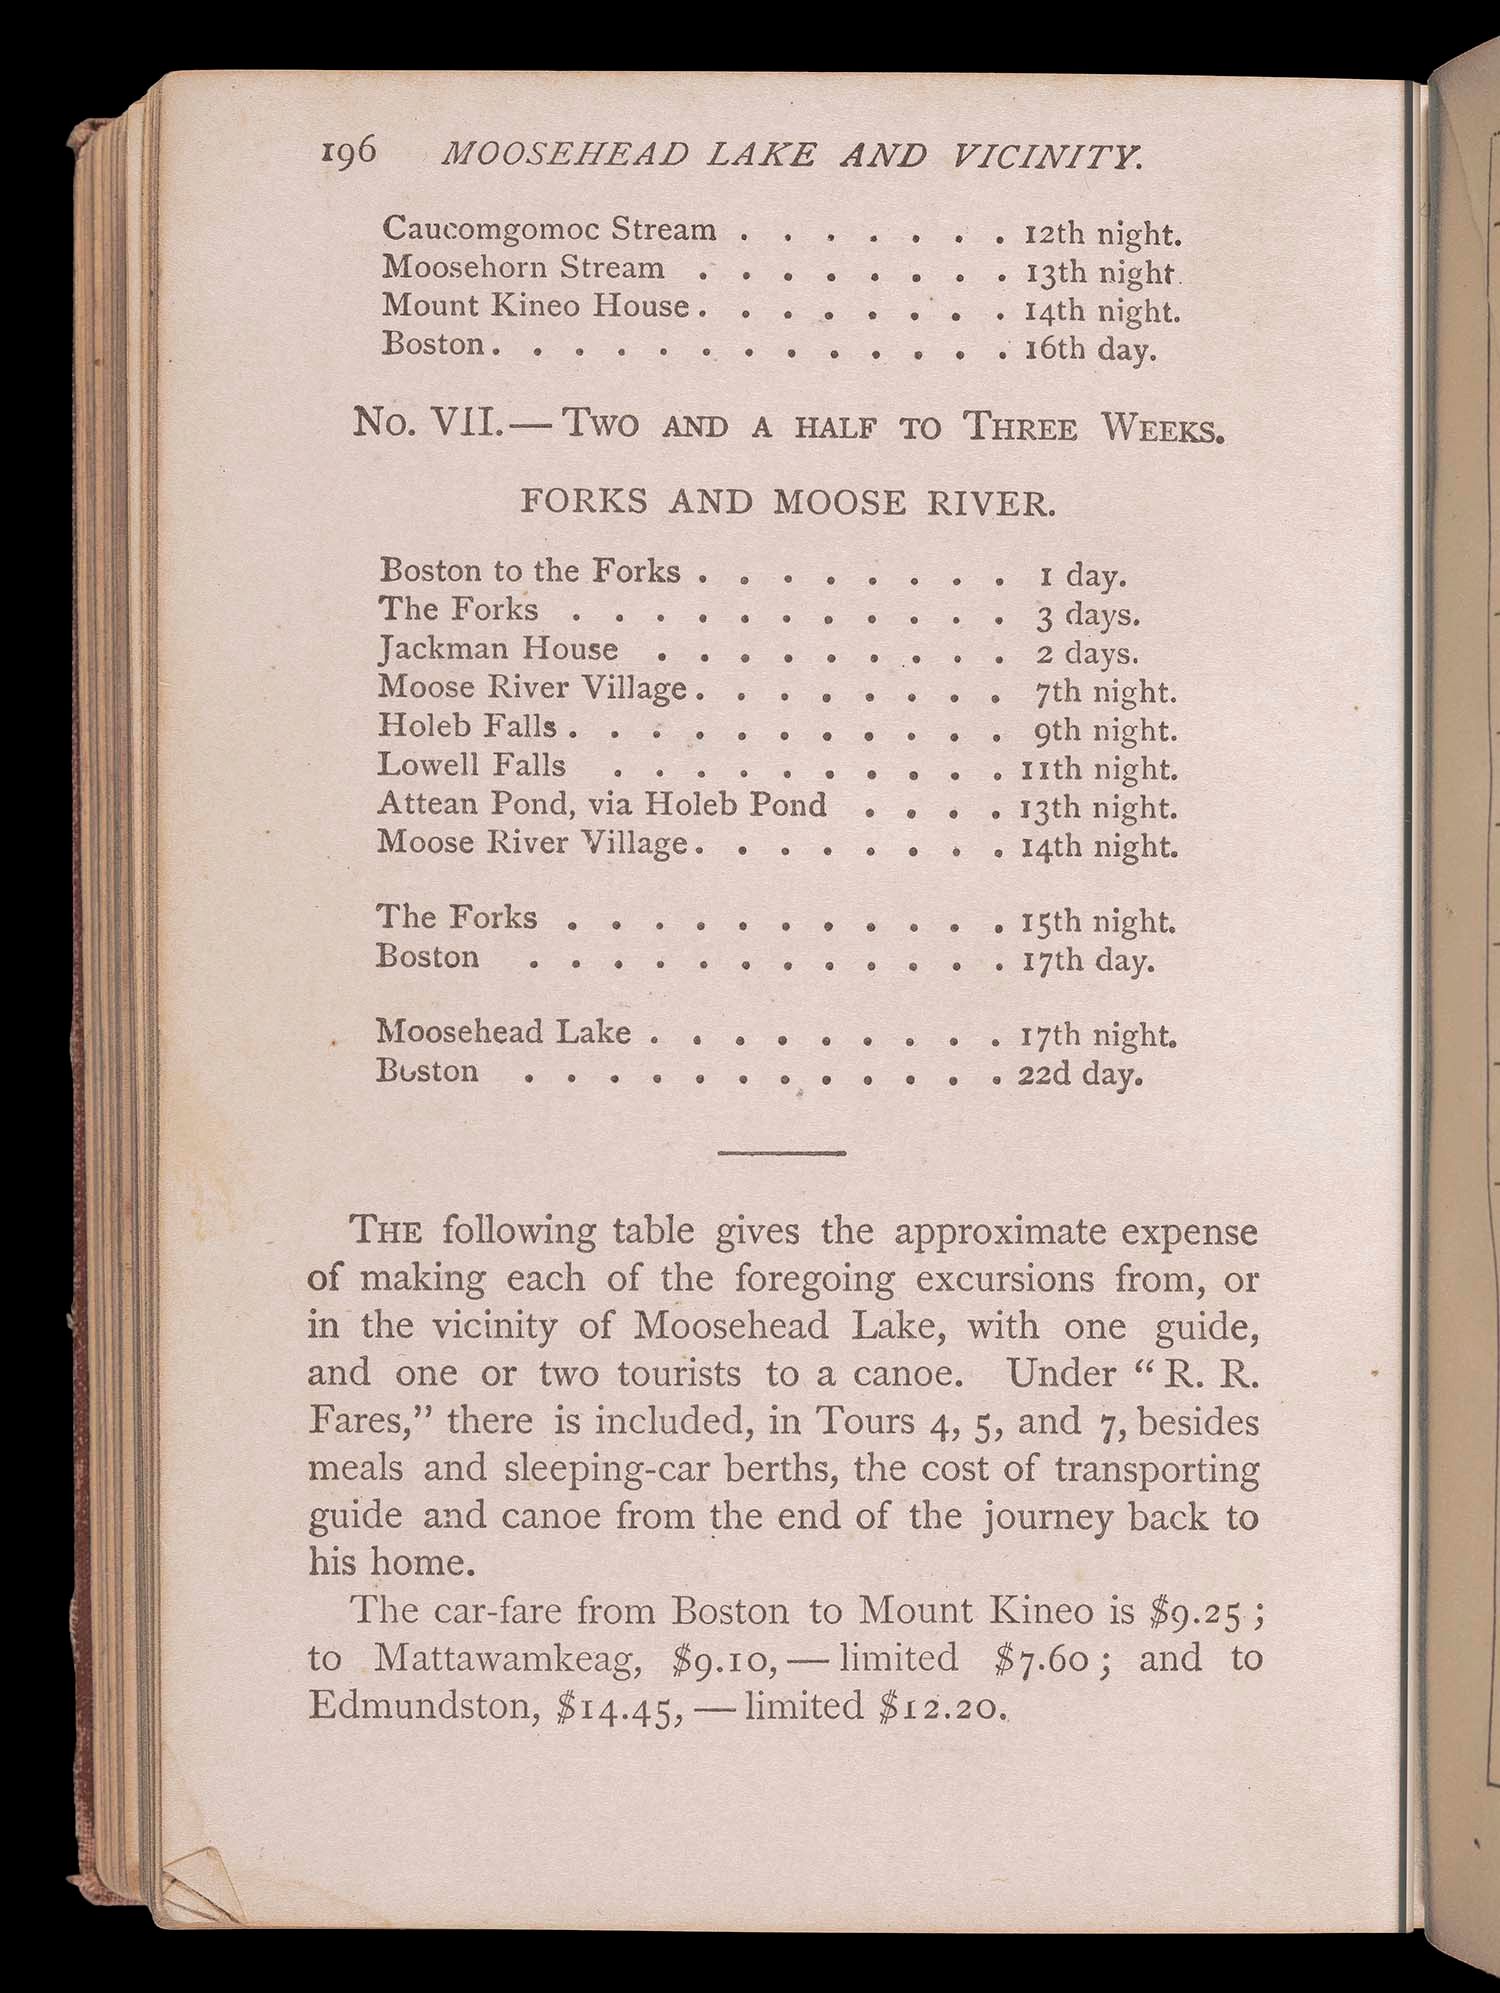 196 MOOSEHEAD LAKE AND VICINITY.
Caucomgomoc Stream . . . . . . . 12th night.
Moosehorn Stream . . . . . . . . 13th night.
Mount Kineo House . . . . . . . . 14th night.
Boston . . . . . . . . . . . . . 16th day.
No. VII. — Two and a half to Three Weeks.
FORKS AND MOOSE RIVER.
Boston to the Forks . . . . . . . . 1 day.
The Forks . . . . . . . . . . . 3 days.
Jackman House . . . . . . . . . 2 days.
Moose River Village . . . . . . . . 7th night.
Holeb Falls . . . . . . . . . . . 9th night.
Lowell Falls . . . . . . . . . . 11th night.
Attean Pond, via Holeb Pond . . . . 13th night.
Moose River Village . . . . . . . . 14th night.
The Forks . . . . . . . . . . . 15th night.
Boston . . . . . . . . . . . . 17th day.
Moosehead Lake . . . . . . . . . 17th night.
Boston . . . . . . . . . . . . 22d day.
The following table gives the approximate expense
of making each of the foregoing excursions from, or
in the vicinity of Moosehead Lake, with one guide,
and one or two tourists to a canoe. Under “R. R.
Fares,” there is included, in Tours 4, 5, and 7, besides
meals and sleeping-car berths, the cost of transporting
guide and canoe from the end of the journey back to
his home.
The car-fare from Boston to Mount Kineo is $9.25;
to Mattawamkeag, $9.10, — limited $7.60; and to
Edmundston, $14.45, — limited $12.20.